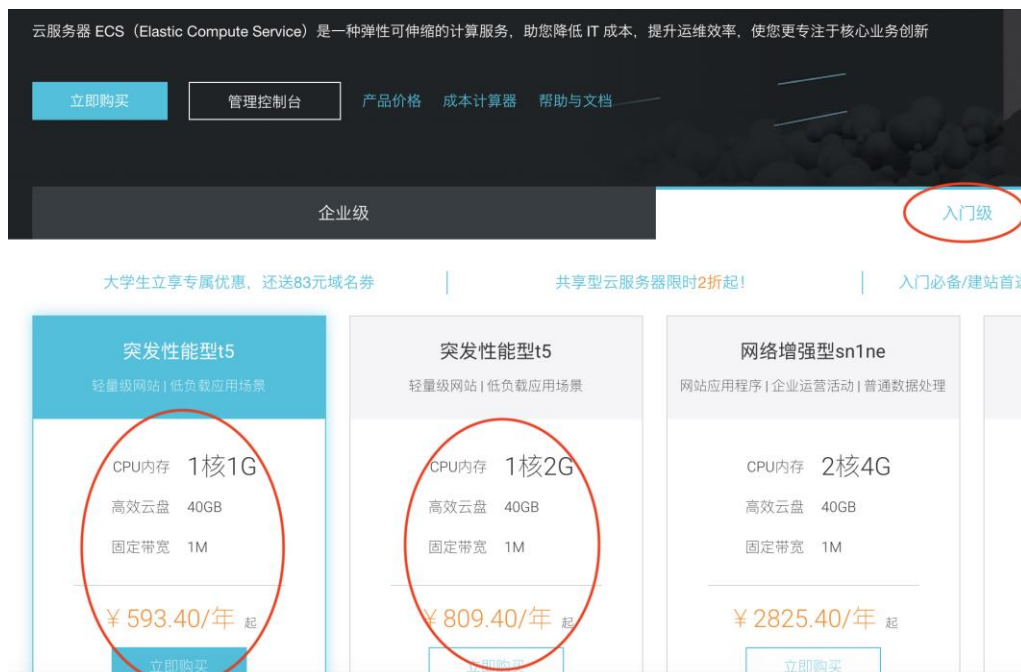 云服务器 ECS（Elastic Compute Service）是一种弹性可伸缩的计算服务，助您降低 IT 成本，提升运维效率，使您更专注于核心业务创新
立即购买 管理控制台 产品价格 成本计算器 帮助与文档
企业级 入门级
大学生立享专属优惠，还送83元域名券 共享型云服务器限时2折起！ 入门必备/建站首选
突发性能型t5 突发性能型t5 网络增强型sn1ne
轻量级网站 | 低负载应用场景 轻量级网站 | 低负载应用场景 网站应用程序 | 企业运营活动 | 普通数据处理
CPU内存 1核1G CPU内存 1核2G CPU内存 2核4G
高效云盘 40GB 高效云盘 40GB 高效云盘 40GB
固定带宽 1M 固定带宽 1M 固定带宽 1M
￥593.40/年 起 ￥809.40/年 起 ￥2825.40/年 起
立即购买 立即购买 立即购买